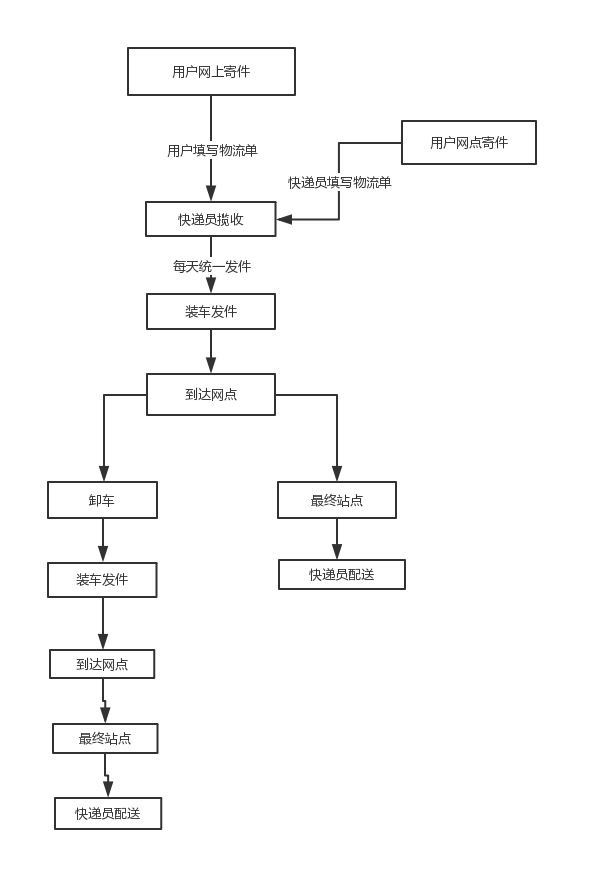 用户网上寄件
用户网点寄件
用户填写物流单
快递员填写物流单
快递员揽收
每天统一发件
装车发件
到达网点
卸车
最终站点
装车发件
快递员配送
到达网点
最终站点
快递员配送